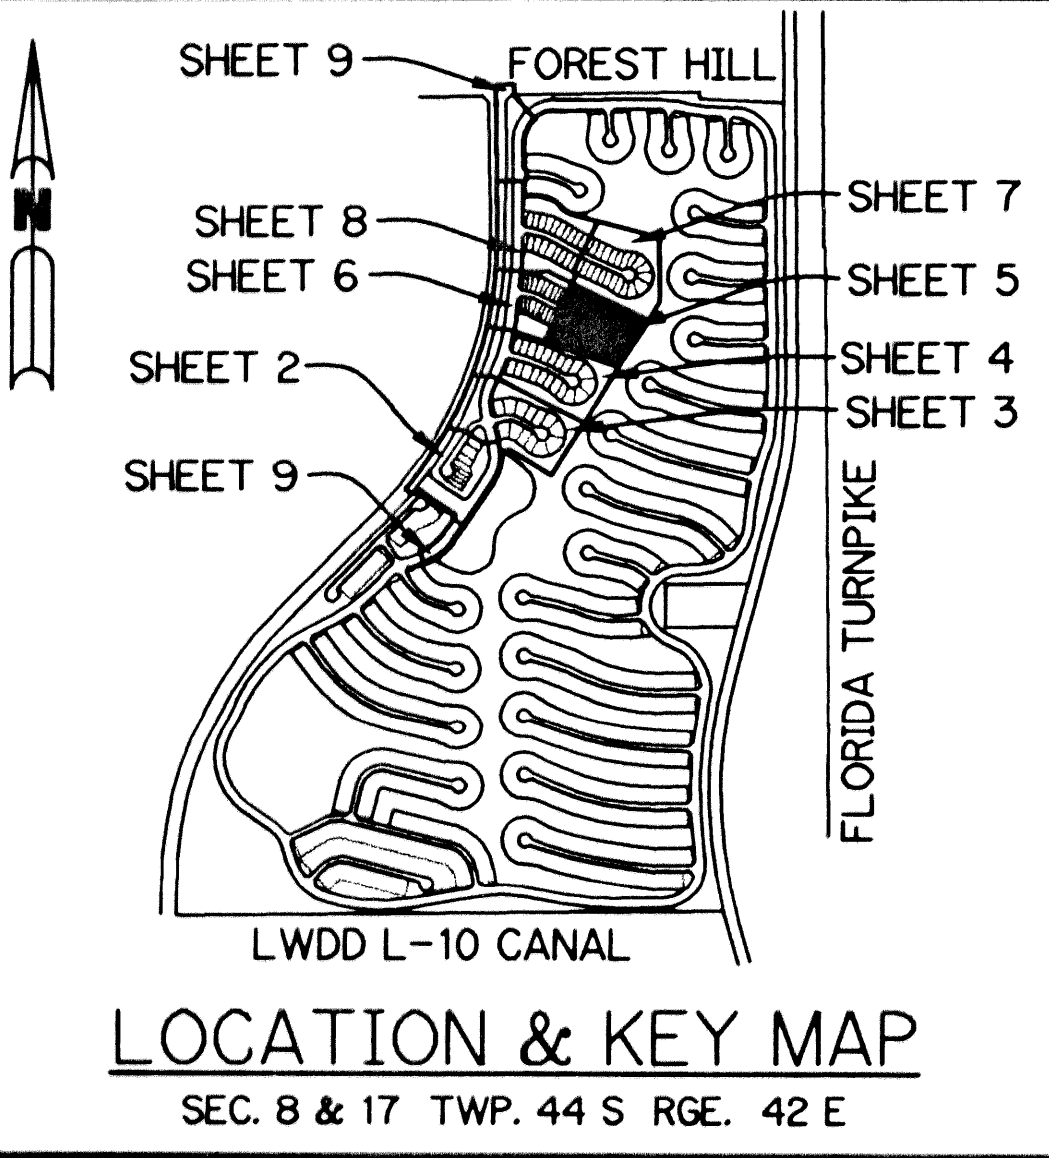 SHEET 9
FOREST HILL
N
SHEET 7
SHEET 8
SHEET 6
SHEET 5
SHEET 2
SHEET 4
SHEET 3
SHEET 9
FLORIDA TURNPIKE
LWDD L-10 CANAL
LOCATION & KEY MAP
SEC. 8 & 17 TWP. 44 S RGE. 42 E